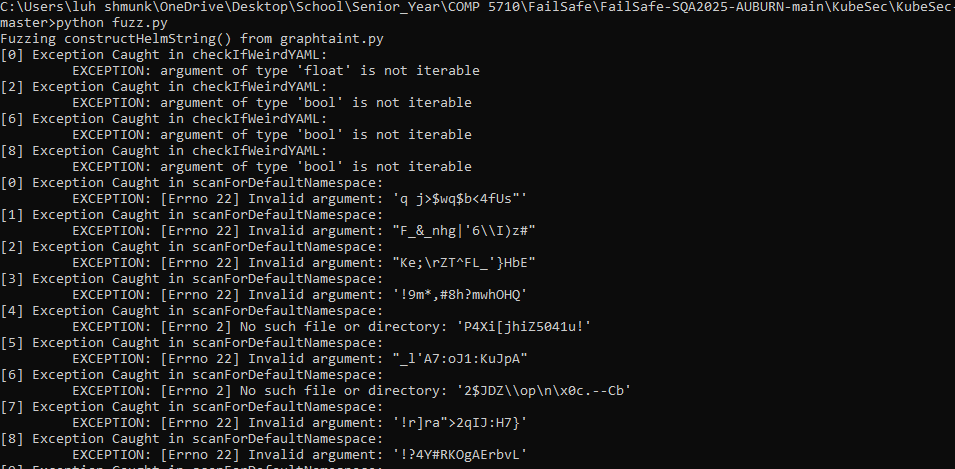 C:\Users\luh shmunk\OneDrive\Desktop\School\Senior_Year\COMP 5710\FailSafe\FailSafe-SQA2025-AUBURN-main\KubeSec\KubeSec-
master>python fuzz.py
Fuzzing constructHelmString() from graphtaint.py
[0] Exception Caught in checkIfWeirdYAML:
        EXCEPTION: argument of type 'float' is not iterable
[2] Exception Caught in checkIfWeirdYAML:
        EXCEPTION: argument of type 'bool' is not iterable
[6] Exception Caught in checkIfWeirdYAML:
        EXCEPTION: argument of type 'bool' is not iterable
[8] Exception Caught in checkIfWeirdYAML:
        EXCEPTION: argument of type 'bool' is not iterable
[0] Exception Caught in scanForDefaultNamespace:
        EXCEPTION: [Errno 22] Invalid argument: 'q j>$wq$b<4fUs"'
[1] Exception Caught in scanForDefaultNamespace:
        EXCEPTION: [Errno 22] Invalid argument: "F_&_nhg|'6\\I)z#"
[2] Exception Caught in scanForDefaultNamespace:
        EXCEPTION: [Errno 22] Invalid argument: "Ke;\rZT^FL_'}HbE"
[3] Exception Caught in scanForDefaultNamespace:
        EXCEPTION: [Errno 22] Invalid argument: '!9m*,#8h?mwhOHQ'
[4] Exception Caught in scanForDefaultNamespace:
        EXCEPTION: [Errno 2] No such file or directory: 'P4Xi[jhiZ5041u!'
[5] Exception Caught in scanForDefaultNamespace:
        EXCEPTION: [Errno 22] Invalid argument: "_l'A7:oJ1:KuJpA"
[6] Exception Caught in scanForDefaultNamespace:
        EXCEPTION: [Errno 2] No such file or directory: '2$JDZ\\op\n\x0c.--Cb'
[7] Exception Caught in scanForDefaultNamespace:
        EXCEPTION: [Errno 22] Invalid argument: '!r]ra">2qIJ:H7}'
[8] Exception Caught in scanForDefaultNamespace:
        EXCEPTION: [Errno 22] Invalid argument: '!?4Y#RKOgAErbvL'